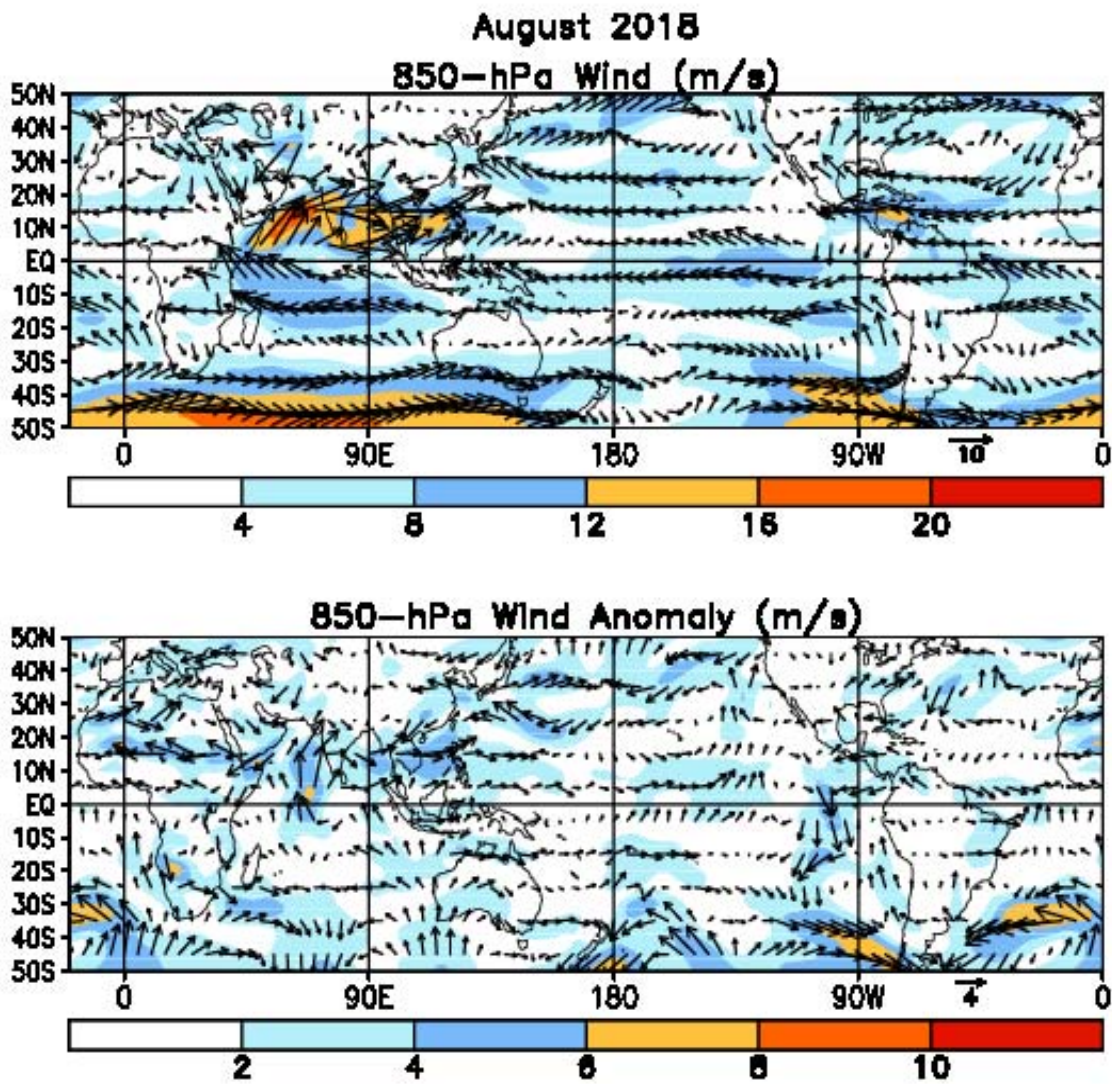 August 2018
850-hPa Wind (m/s)
50N
40N
30N
20N
10N
EQ
10S
20S
30S
40S
50S
0 90E 180 90W 10 0
4 8 12 16 20
850-hPa Wind Anomaly (m/s)
50N
40N
30N
20N
10N
EQ
10S
20S
30S
40S
50S
0 90E 180 90W 4 0
2 4 6 8 10